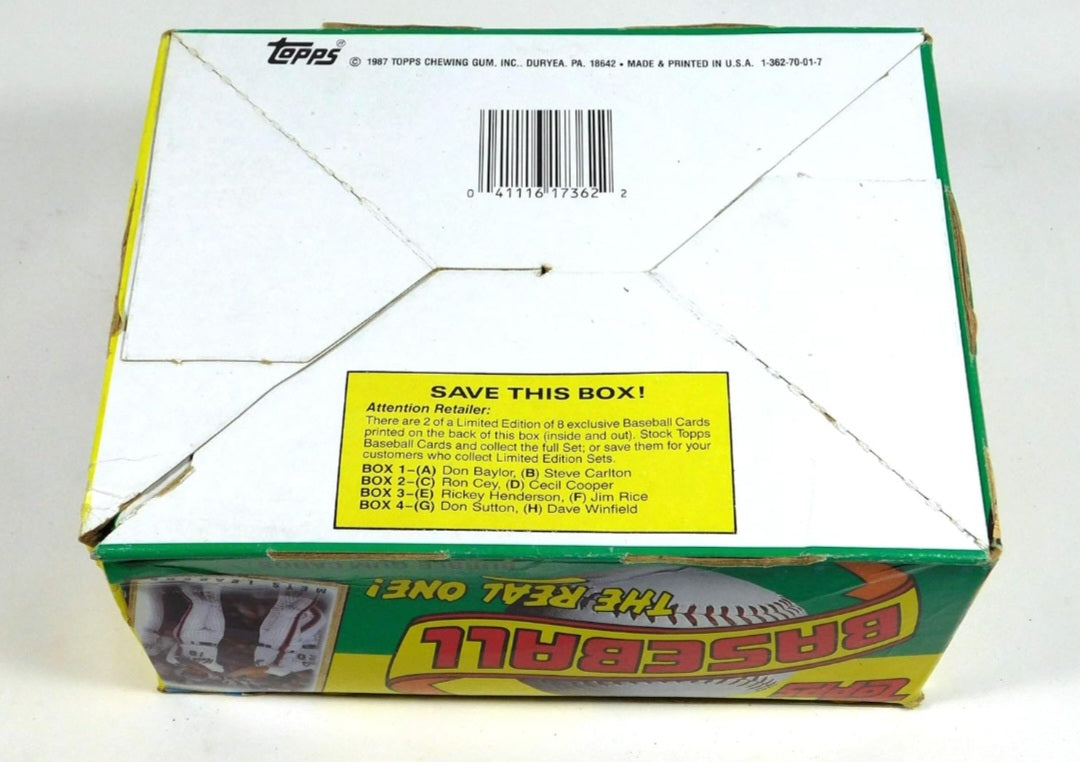 Topps® © 1987 TOPPS CHEWING GUM, INC., DURYEA, PA. 18642 • MADE & PRINTED IN U.S.A. 1-362-70-01-7
0 41116 17362 2
SAVE THIS BOX!
Attention Retailer:
There are 2 of a Limited Edition of 8 exclusive Baseball Cards
printed on the back of this box (inside and out). Stock Topps
Baseball Cards and collect the full Set; or save them for your
customers who collect Limited Edition Sets.
BOX 1–(A) Don Baylor, (B) Steve Carlton
BOX 2–(C) Ron Cey, (D) Cecil Cooper
BOX 3–(E) Rickey Henderson, (F) Jim Rice
BOX 4–(G) Don Sutton, (H) Dave Winfield
Topps
BASEBALL
THE REAL ONE!